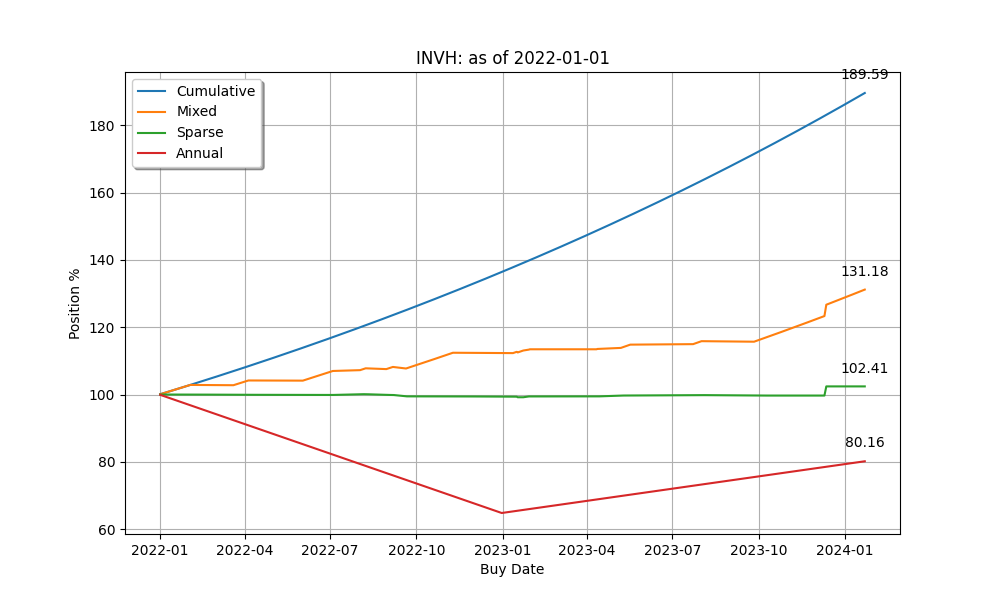 INVH: as of 2022-01-01
189.59
Cumulative
Mixed
Sparse
Annual
180
160
140
131.18
120
102.41
100
80.16
80
60
Position %
2022-01 2022-04 2022-07 2022-10 2023-01 2023-04 2023-07 2023-10 2024-01
Buy Date